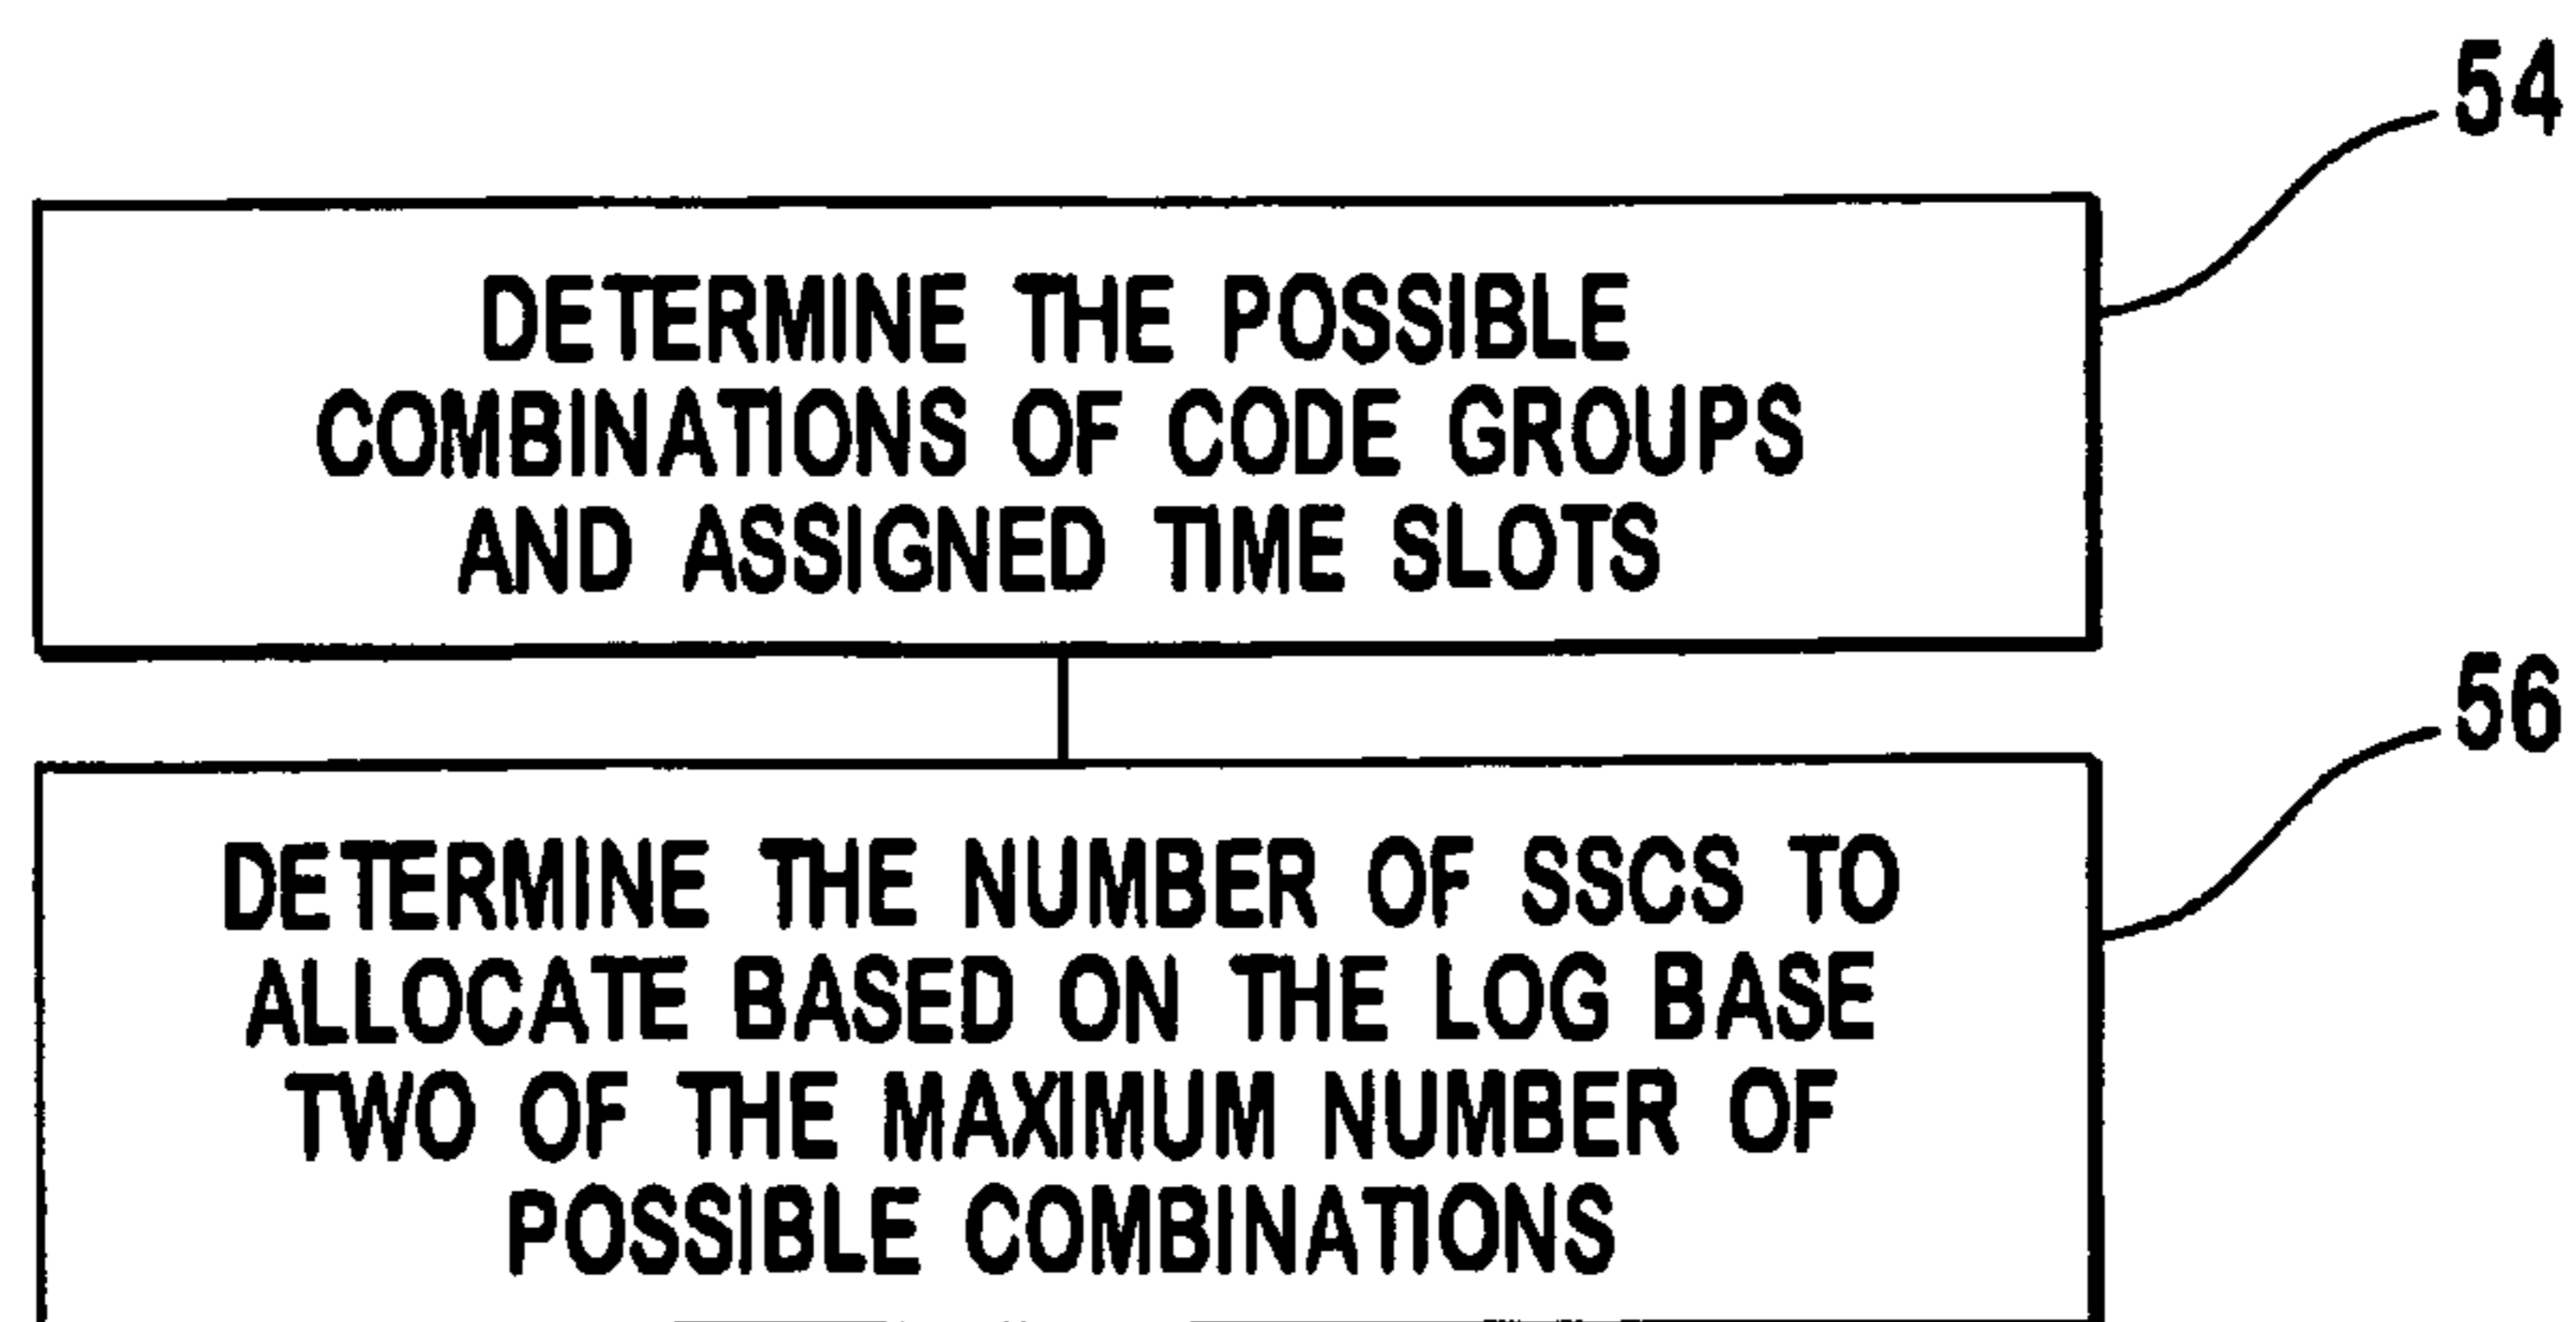 54
DETERMINE THE POSSIBLE
COMBINATIONS OF CODE GROUPS
AND ASSIGNED TIME SLOTS
56
DETERMINE THE NUMBER OF SSCS TO
ALLOCATE BASED ON THE LOG BASE
TWO OF THE MAXIMUM NUMBER OF
POSSIBLE COMBINATIONS